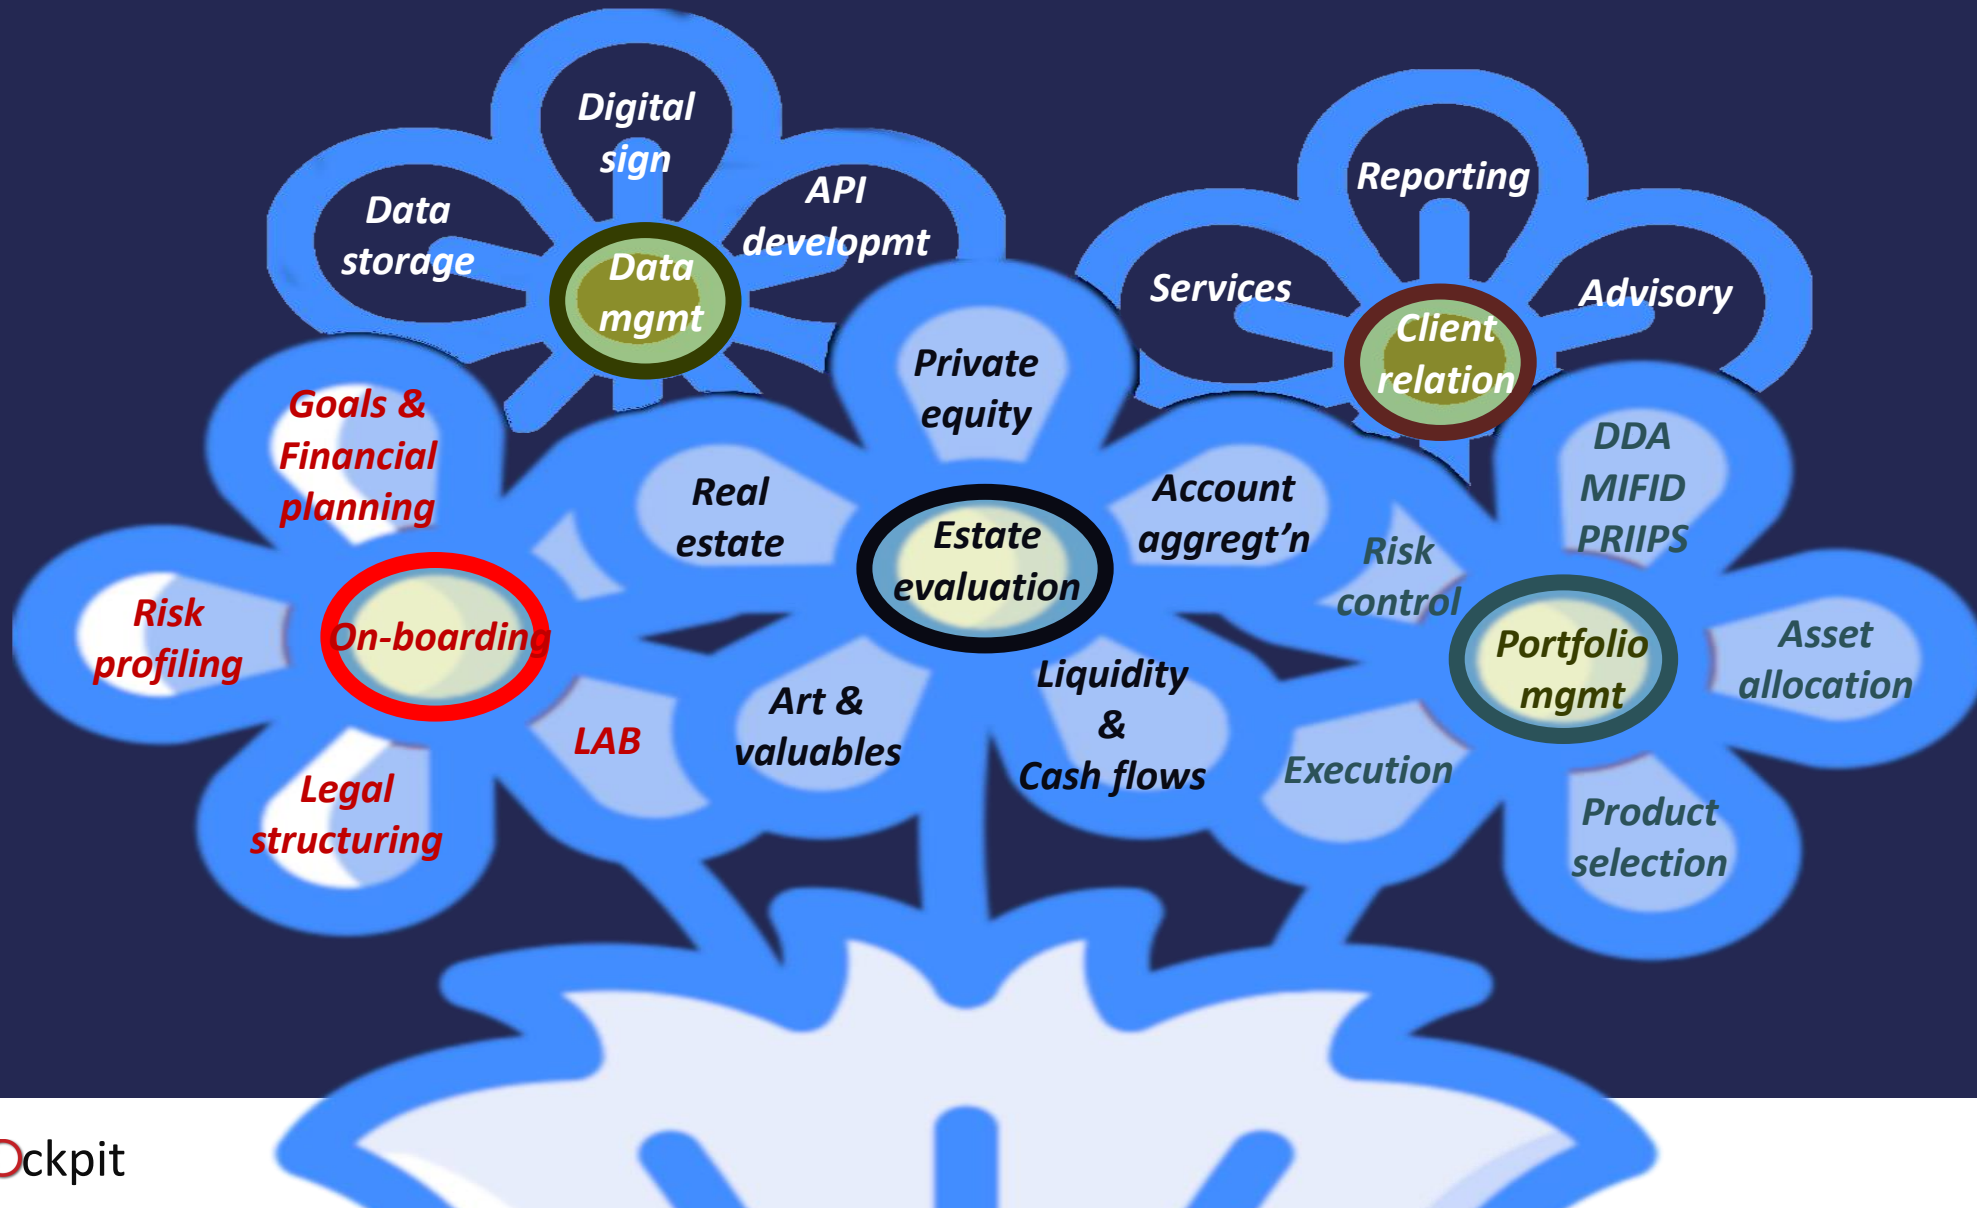 Digital
sign
Data
storage
API
developmt
Data
mgmt
Reporting
Services
Advisory
Client
relation
Goals &
Financial
planning
Risk
profiling
On-boarding
Legal
structuring
LAB
Private
equity
Real
estate
Account
aggregt’n
Estate
evaluation
Art &
valuables
Liquidity
&
Cash flows
DDA
MIFID
PRIIPS
Risk
control
Portfolio
mgmt
Asset
allocation
Execution
Product
selection
ockpit